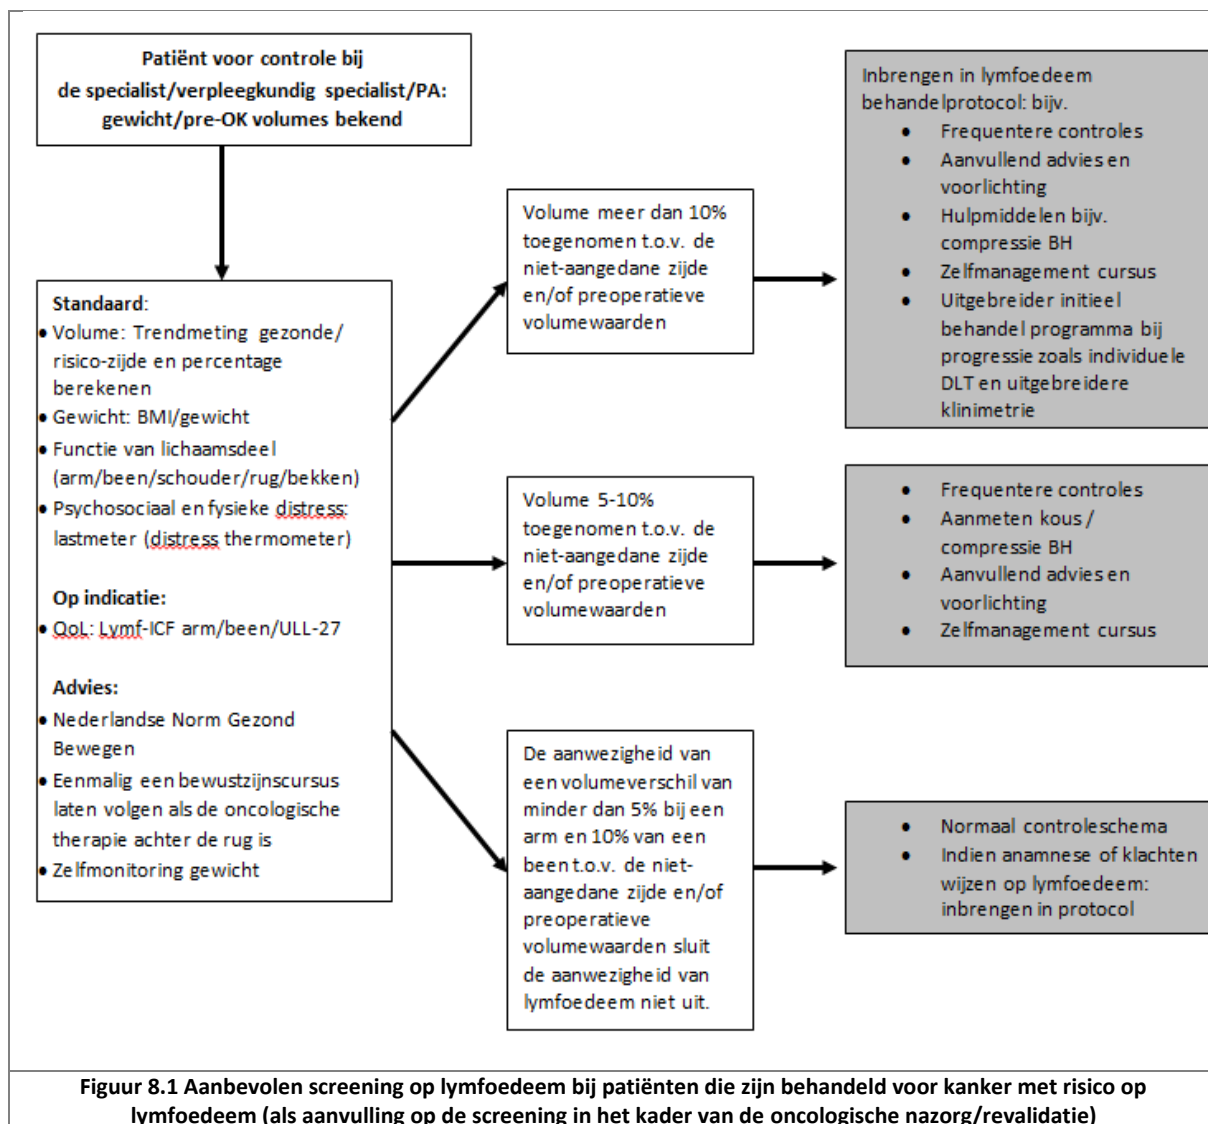 Patiënt voor controle bij
de specialist/verpleegkundig specialist/PA:
gewicht/pre-OK volumes bekend
Standaard:
• Volume: Trendmeting gezonde/
risico-zijde en percentage
berekenen
• Gewicht: BMI/gewicht
• Functie van lichaamsdeel
(arm/been/schouder/rug/bekken)
• Psychosociaal en fysieke distress:
lastmeter (distress thermometer)
Op indicatie:
• QoL: Lymf-ICF arm/been/ULL-27
Advies:
• Nederlandse Norm Gezond
Bewegen
• Eenmalig een bewustzijnscursus
laten volgen als de oncologische
therapie achter de rug is
• Zelfmonitoring gewicht
Volume meer dan 10%
toegenomen t.o.v. de
niet-aangedane zijde
en/of preoperatieve
volumewaarden
Inbrengen in lymfoedeem
behandelprotocol: bijv.
• Frequentere controles
• Aanvullend advies en
voorlichting
• Hulpmiddelen bijv.
compressie BH
• Zelfmanagement cursus
• Uitgebreider initieel
behandel programma bij
progressie zoals individuele
DLT en uitgebreidere
klinimetrie
Volume 5-10%
toegenomen t.o.v. de
niet-aangedane zijde
en/of preoperatieve
volumewaarden
• Frequentere controles
• Aanmeten kous /
compressie BH
• Aanvullend advies en
voorlichting
• Zelfmanagement cursus
De aanwezigheid van
een volumeverschil van
minder dan 5% bij een
arm en 10% van een
been t.o.v. de niet-
aangedane zijde en/of
preoperatieve
volumewaarden sluit
de aanwezigheid van
lymfoedeem niet uit.
• Normaal controleschema
• Indien anamnese of klachten
wijzen op lymfoedeem:
inbrengen in protocol
Figuur 8.1 Aanbevolen screening op lymfoedeem bij patiënten die zijn behandeld voor kanker met risico op
lymfoedeem (als aanvulling op de screening in het kader van de oncologische nazorg/revalidatie)